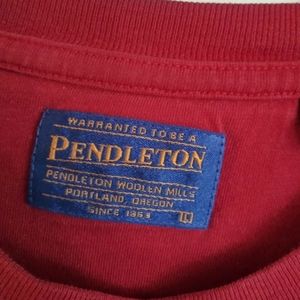 WARRANTED TO BE A
PENDLETON
PENDLETON WOOLEN MILLS
PORTLAND, OREGON
SINCE 1863